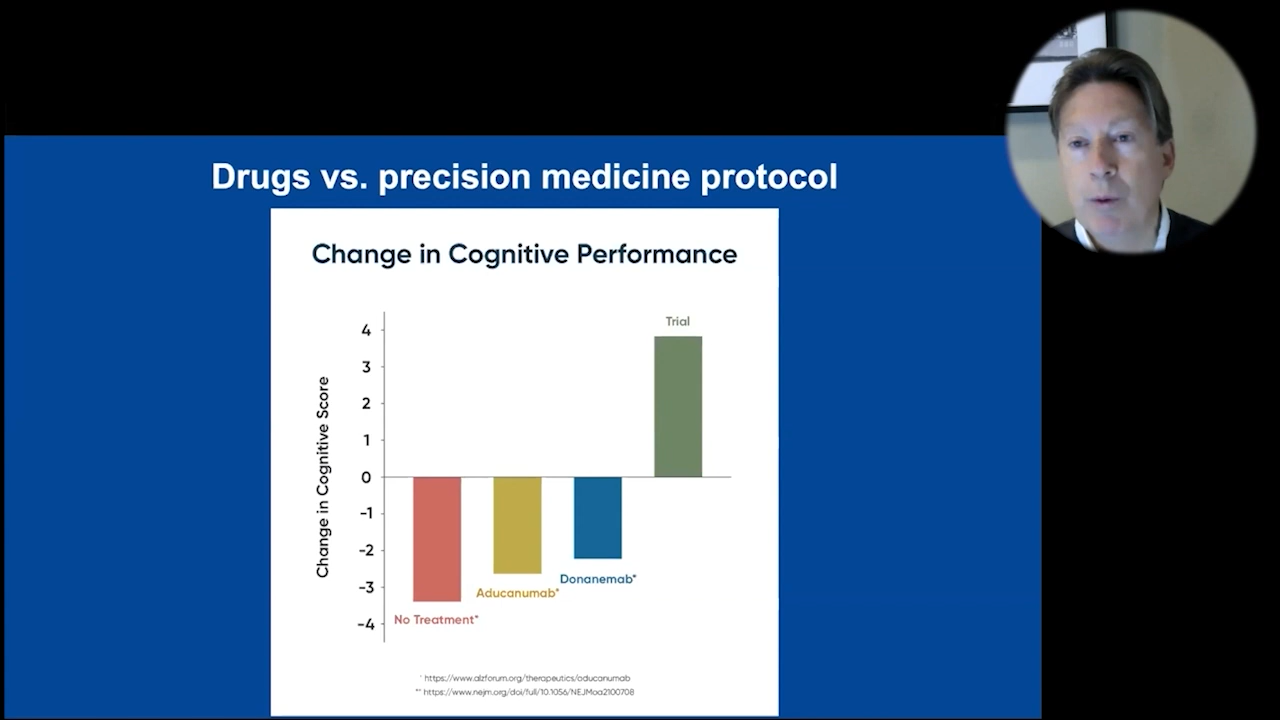 Drugs vs. precision medicine protocol
Change in Cognitive Performance
Change in Cognitive Score
4
3
2
1
0
-1
-2
-3
-4
Trial
Donanemab*
Aducanumab*
No Treatment*
* https://www.alzforum.org/therapeutics/aducanumab
** https://www.nejm.org/doi/full/10.1056/NEJMoa2100708